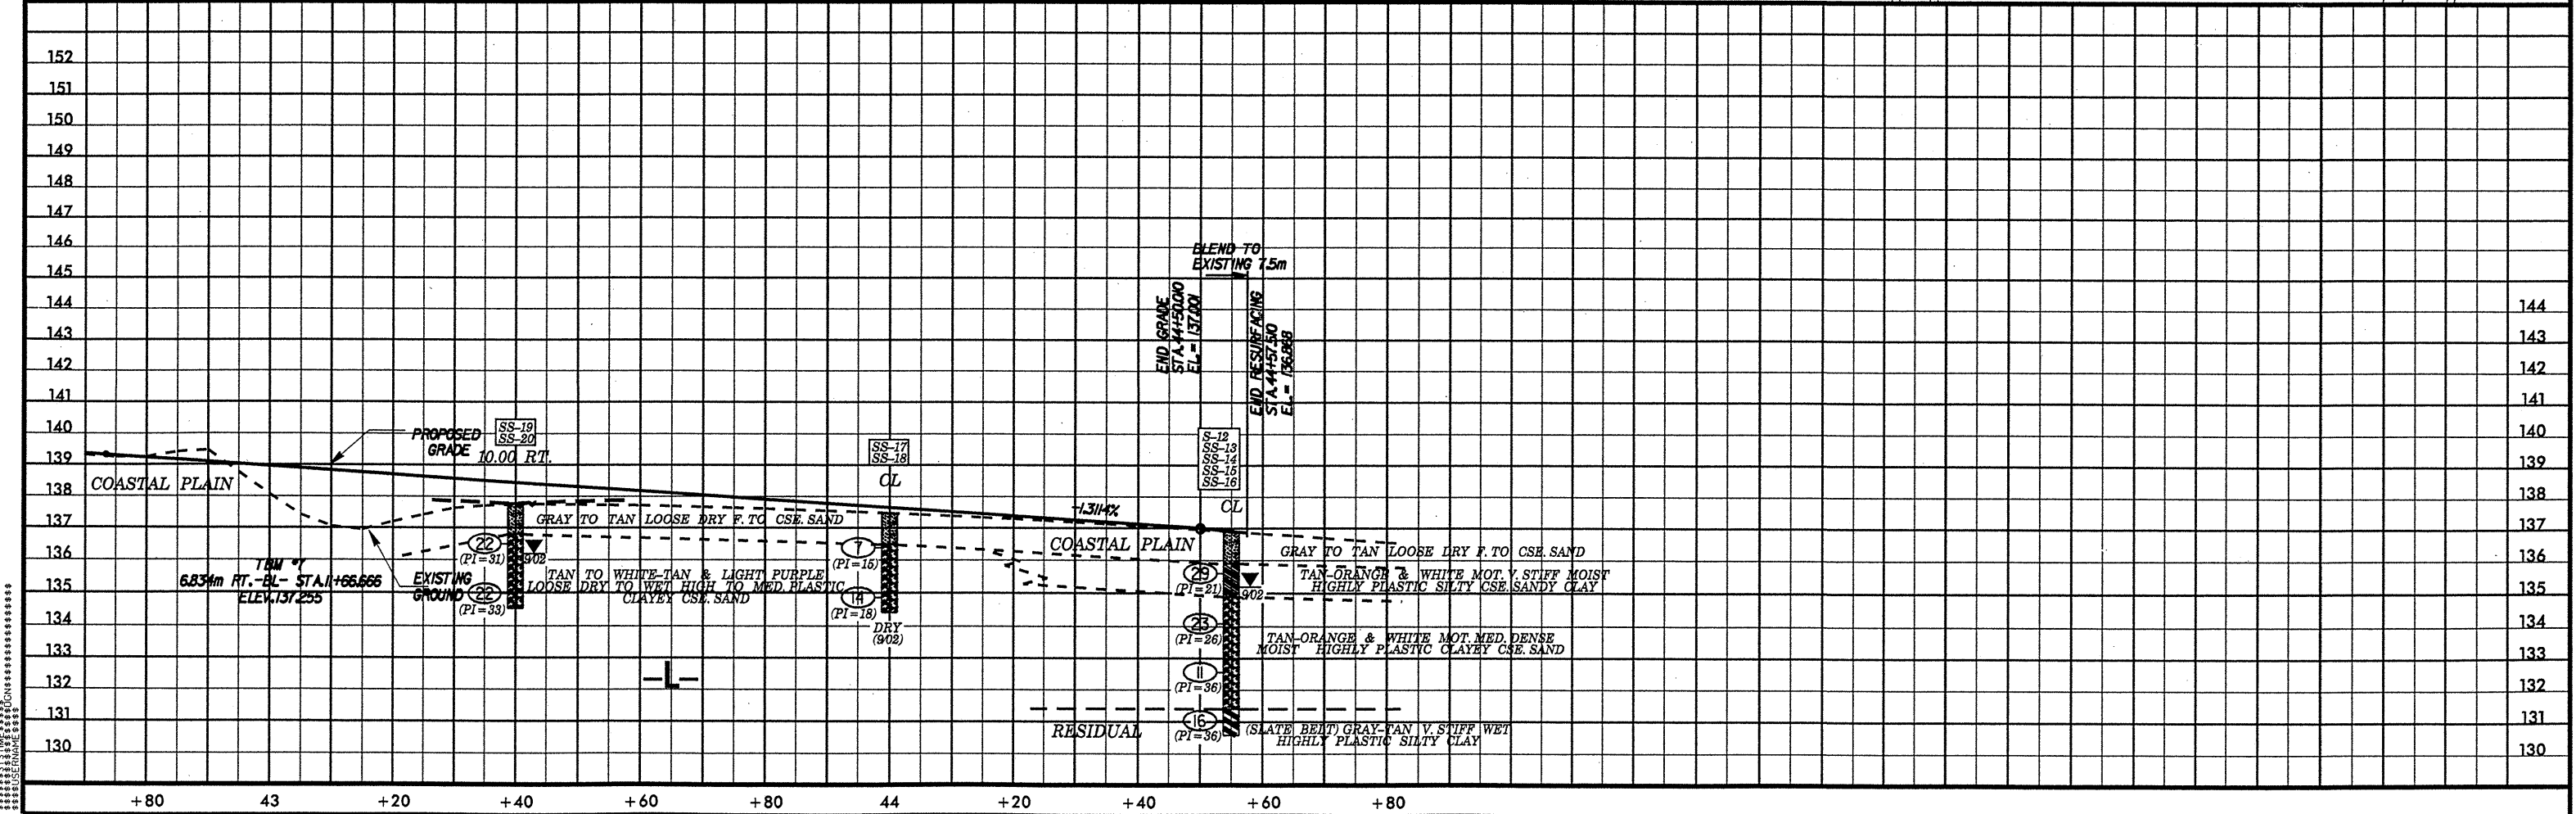 152
151
150
149
148
147
146
145
144
143
142
141
140
139
138
137
136
135
134
133
132
131
130
144
143
142
141
140
139
138
137
136
135
134
133
132
131
130
BLEND TO
EXISTING 7.5m
END GRADE
STA.44+50.010
EL.= 137.001
END RESURFACING
STA.44+57.510
EL.= 136.868
PROPOSED
GRADE
SS-19
SS-20
10.00 RT.
SS-17
SS-18
CL
S-12
SS-13
SS-14
SS-15
SS-16
CL
COASTAL PLAIN
-1.3114%
GRAY TO TAN LOOSE DRY F. TO CSE. SAND
COASTAL PLAIN
GRAY TO TAN LOOSE DRY F. TO CSE. SAND
22
(PI=31)
9/02
7
(PI=15)
TBM #7
6.834m RT.-BL- STA.11+66.666
ELEV.137.255
EXISTING
GROUND
22
(PI=33)
TAN TO WHITE-TAN & LIGHT PURPLE
LOOSE DRY TO WET HIGH TO MED. PLASTIC
CLAYEY CSE. SAND
14
(PI=18)
DRY
(9/02)
29
(PI=21)
9/02
TAN-ORANGE & WHITE MOT. V. STIFF MOIST
HIGHLY PLASTIC SILTY CSE. SANDY CLAY
23
(PI=26)
TAN-ORANGE & WHITE MOT. MED. DENSE
MOIST HIGHLY PLASTIC CLAYEY CSE. SAND
-L-
11
(PI=36)
RESIDUAL
16
(PI=36)
(SLATE BELT) GRAY-TAN V. STIFF WET
HIGHLY PLASTIC SILTY CLAY
+80
43
+20
+40
+60
+80
44
+20
+40
+60
+80
$$$$USERNAME$$$$